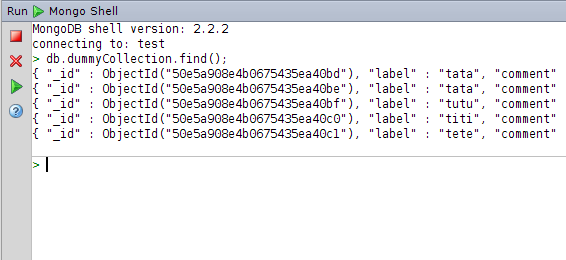 Run Mongo Shell
MongoDB shell version: 2.2.2
connecting to: test
> db.dummyCollection.find();
{ "_id" : ObjectId("50e5a908e4b0675435ea40bd"), "label" : "tata", "comment"
{ "_id" : ObjectId("50e5a908e4b0675435ea40be"), "label" : "tata", "comment"
{ "_id" : ObjectId("50e5a908e4b0675435ea40bf"), "label" : "tutu", "comment"
{ "_id" : ObjectId("50e5a908e4b0675435ea40c0"), "label" : "titi", "comment"
{ "_id" : ObjectId("50e5a908e4b0675435ea40c1"), "label" : "tete", "comment"
>